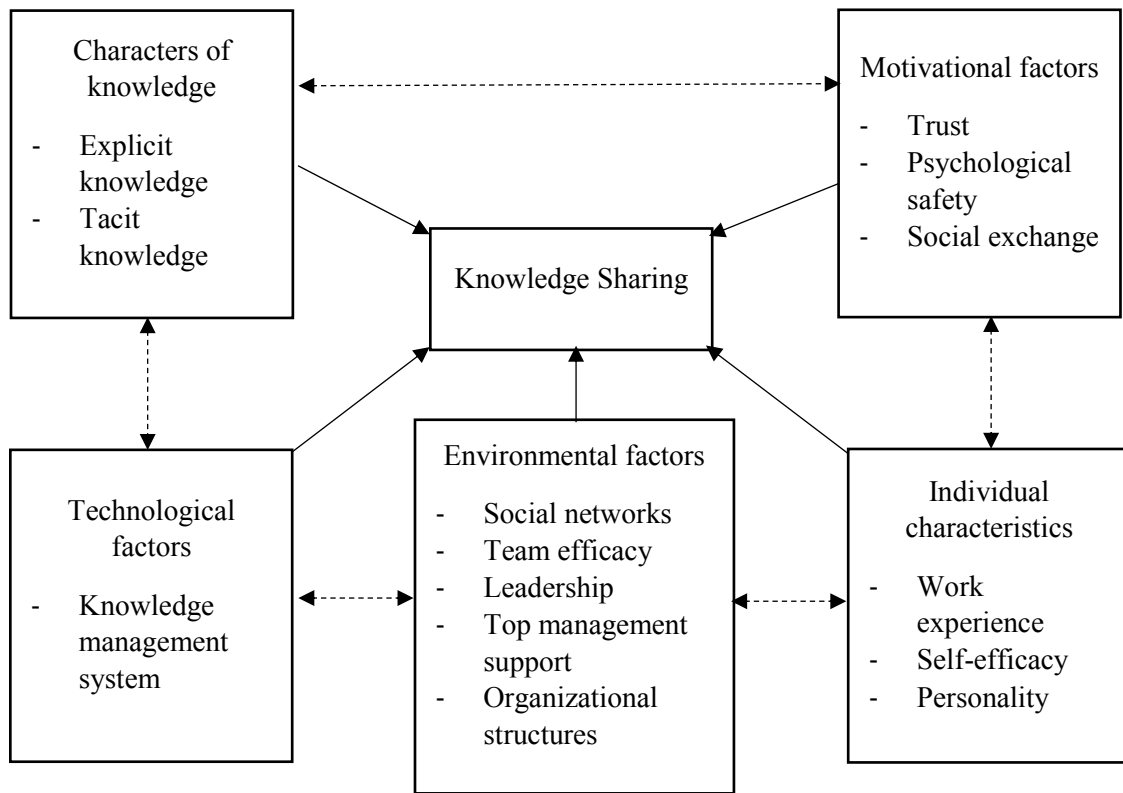 Characters of
knowledge
- Explicit
knowledge
- Tacit
knowledge
Motivational factors
- Trust
- Psychological
safety
- Social exchange
Knowledge Sharing
Technological
factors
- Knowledge
management
system
Environmental factors
- Social networks
- Team efficacy
- Leadership
- Top management
support
- Organizational
structures
Individual
characteristics
- Work
experience
- Self-efficacy
- Personality